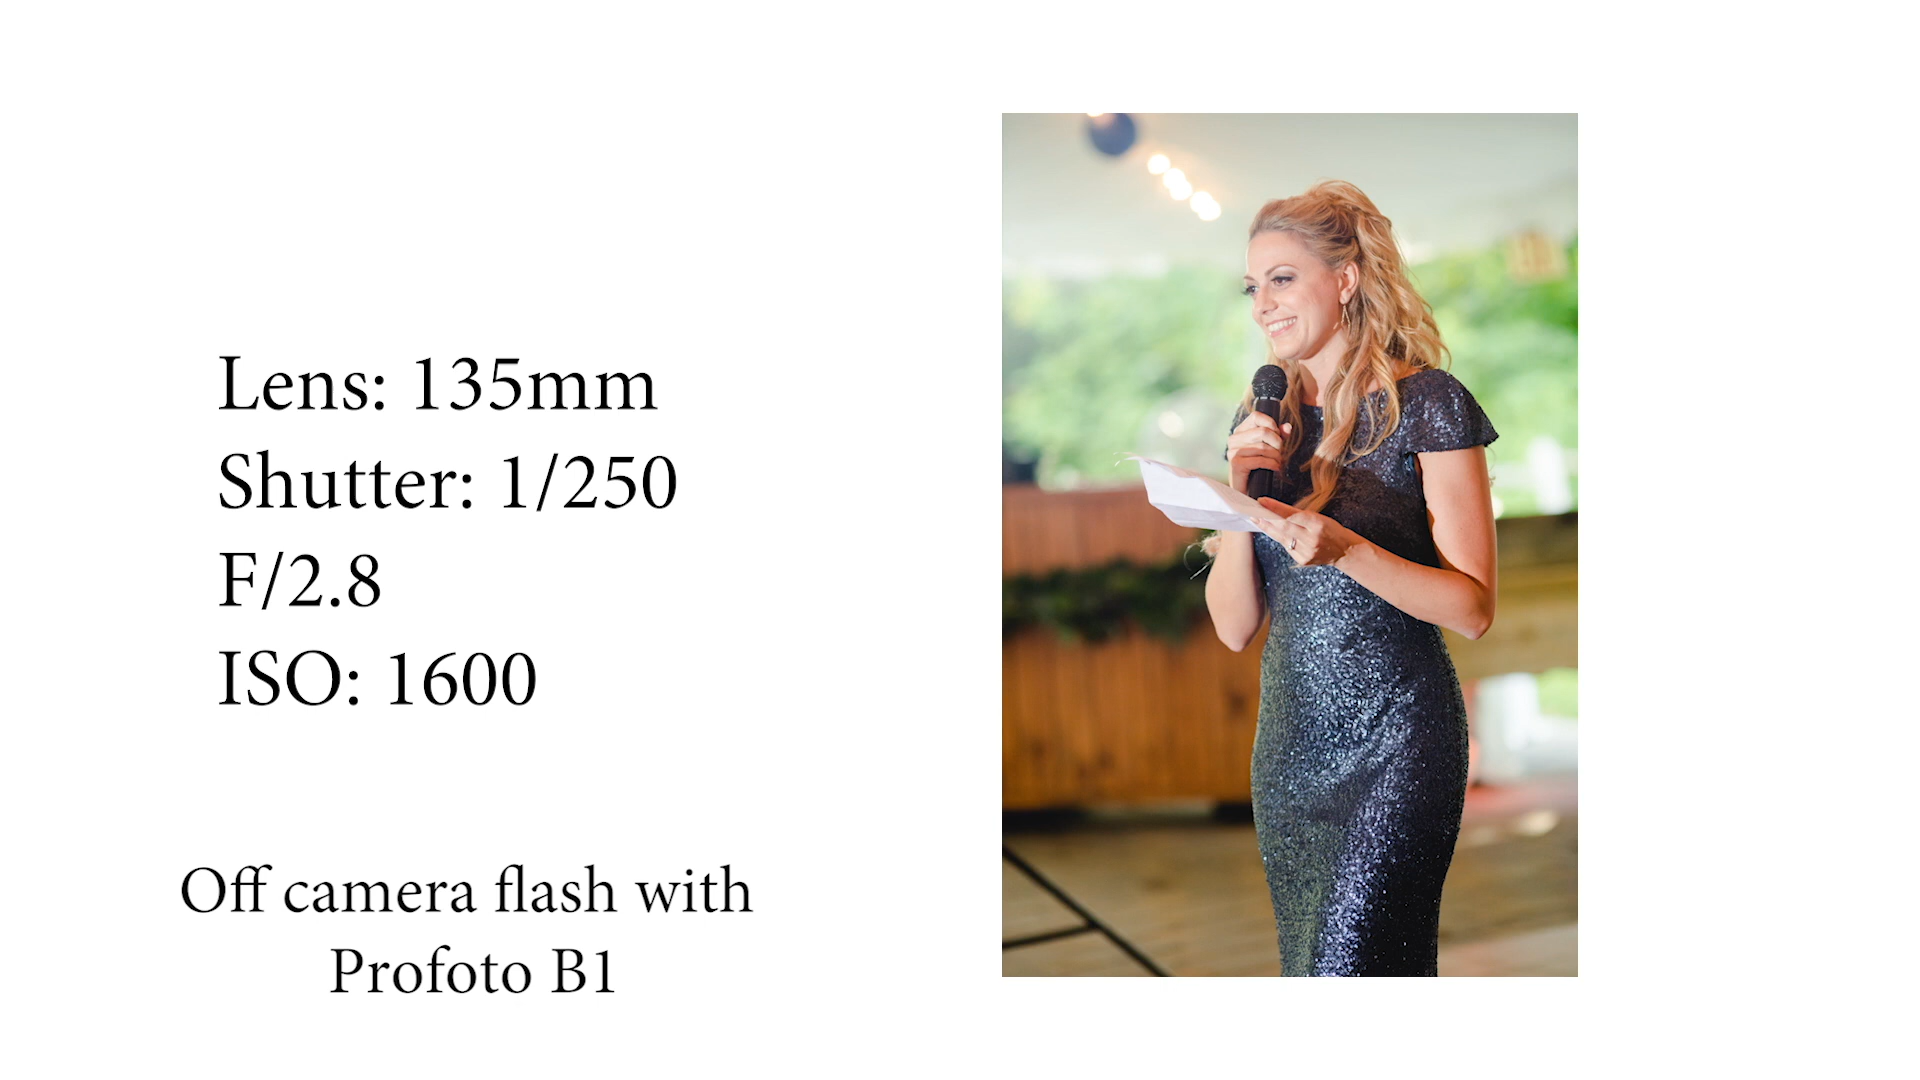 Lens: 135mm
Shutter: 1/250
F/2.8
ISO: 1600
Off camera flash with
Profoto B1